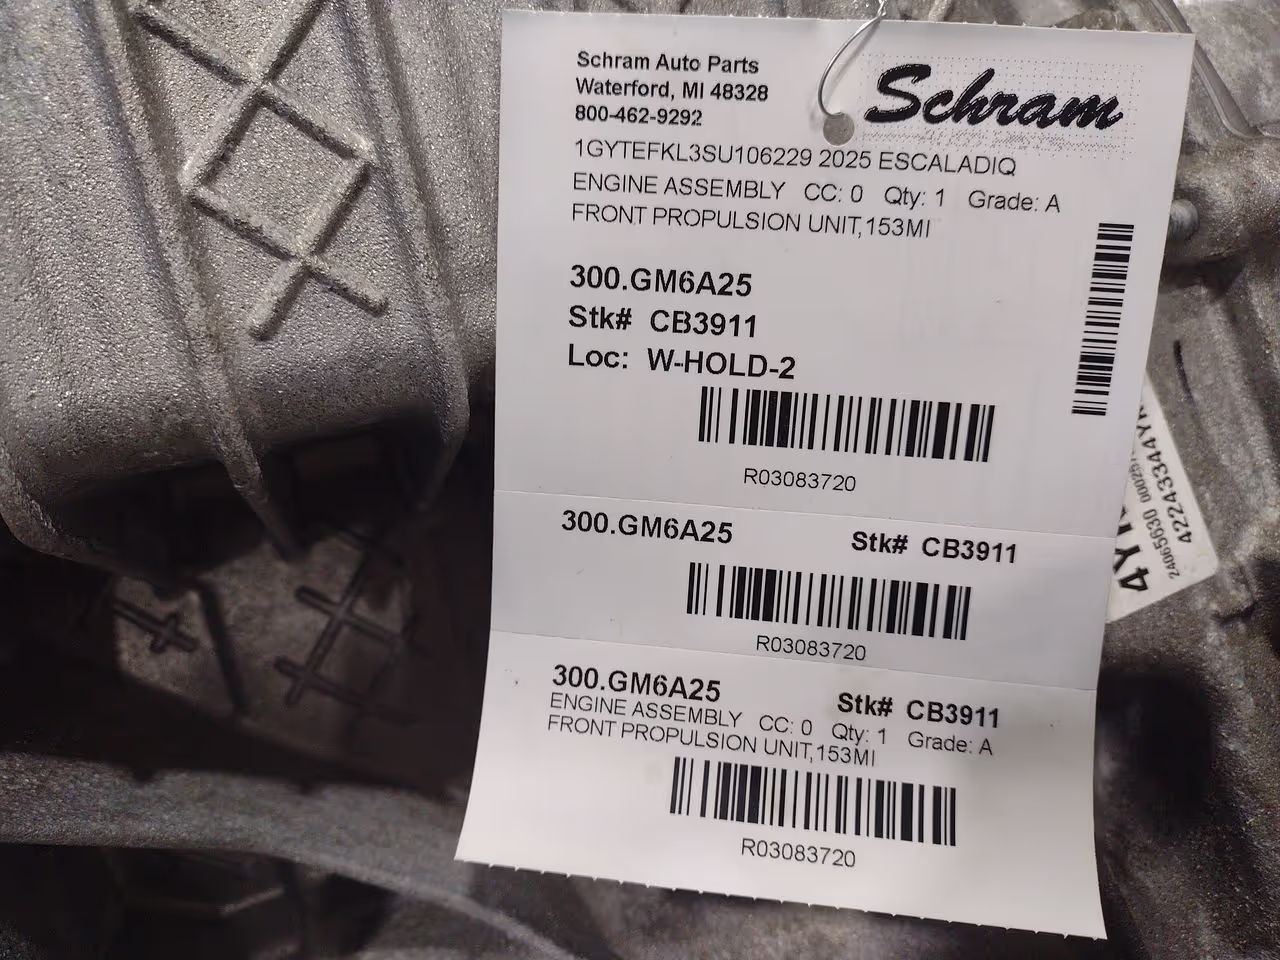 Schram Auto Parts
Waterford, MI 48328
800-462-9292
Schram
1GYTEFKL3SU106229 2025 ESCALADIQ
ENGINE ASSEMBLY CC: 0 Qty: 1 Grade: A
FRONT PROPULSION UNIT,153MI
300.GM6A25
Stk# CB3911
Loc: W-HOLD-2
R03083720
300.GM6A25 Stk# CB3911
R03083720
300.GM6A25 Stk# CB3911
ENGINE ASSEMBLY CC: 0 Qty: 1 Grade: A
FRONT PROPULSION UNIT,153MI
R03083720
24065630